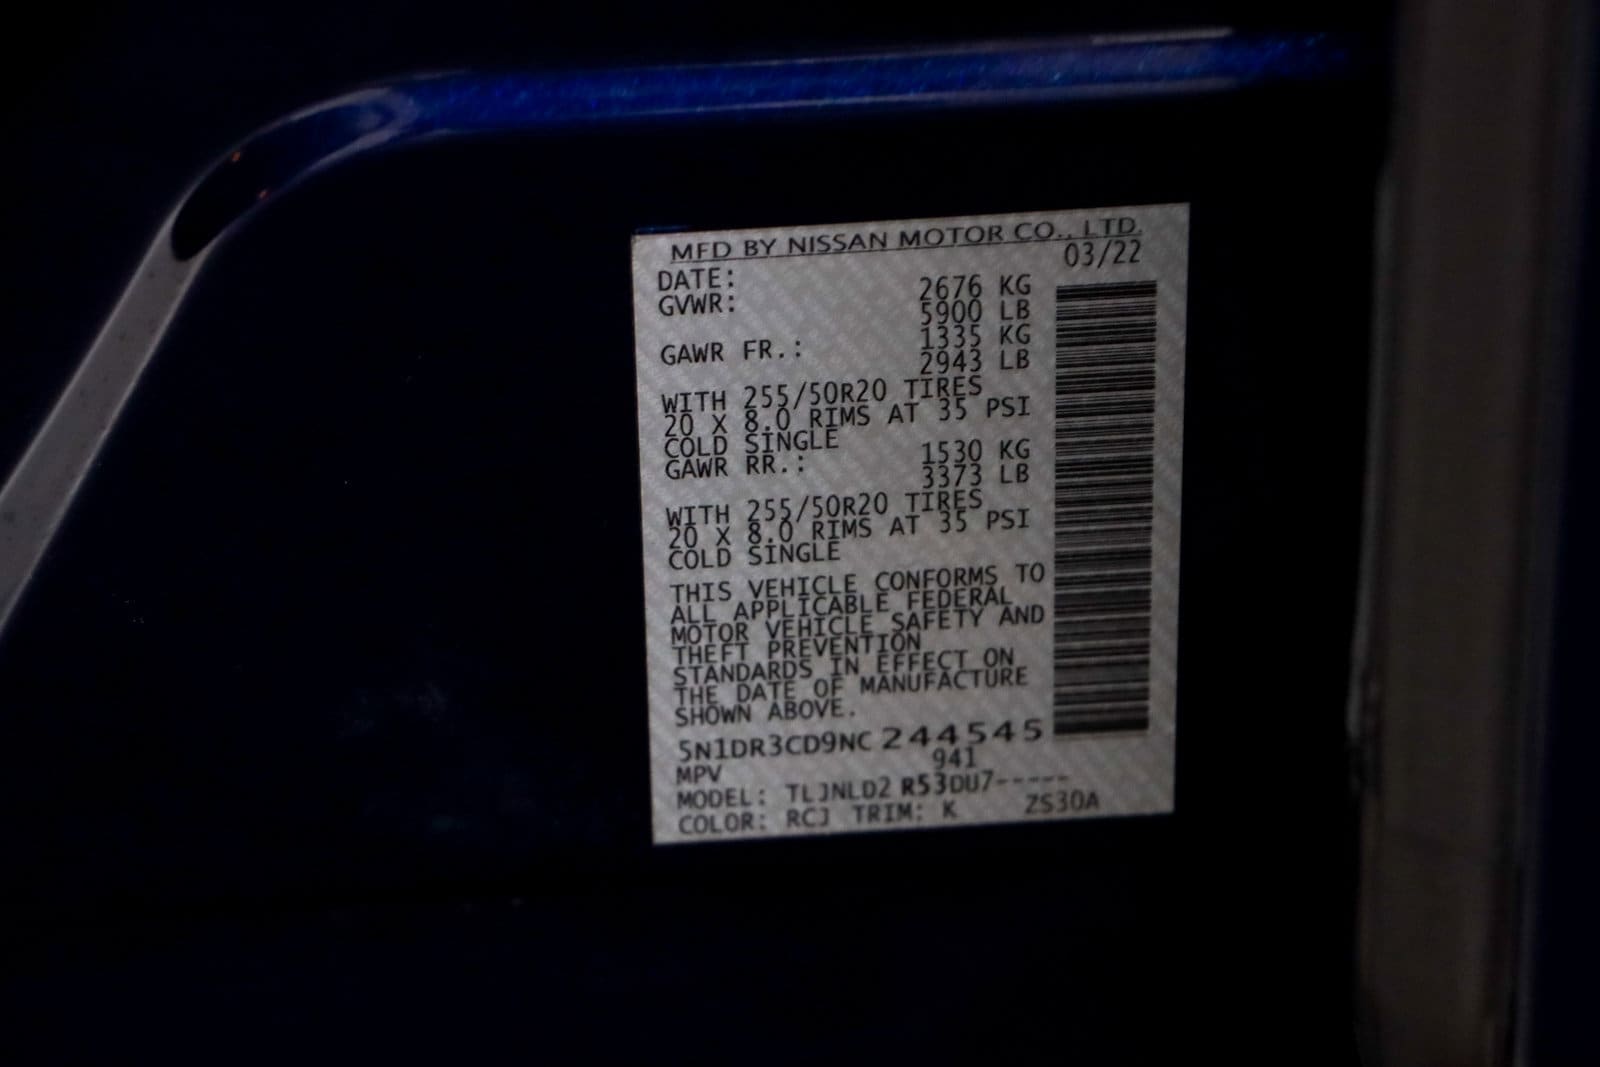 MFD BY NISSAN MOTOR CO., LTD.
DATE: 03/22
GVWR: 2676 KG
5900 LB
GAWR FR.: 1335 KG
2943 LB
WITH 255/50R20 TIRES
20 X 8.0 RIMS AT 35 PSI
COLD SINGLE
GAWR RR.: 1530 KG
3373 LB
WITH 255/50R20 TIRES
20 X 8.0 RIMS AT 35 PSI
COLD SINGLE
THIS VEHICLE CONFORMS TO
ALL APPLICABLE FEDERAL
MOTOR VEHICLE SAFETY AND
THEFT PREVENTION
STANDARDS IN EFFECT ON
THE DATE OF MANUFACTURE
SHOWN ABOVE.
5N1DR3CD9NC244545
MPV 941
MODEL: TLJNLD2 R53DU7-----
COLOR: RCJ TRIM: K ZS30A